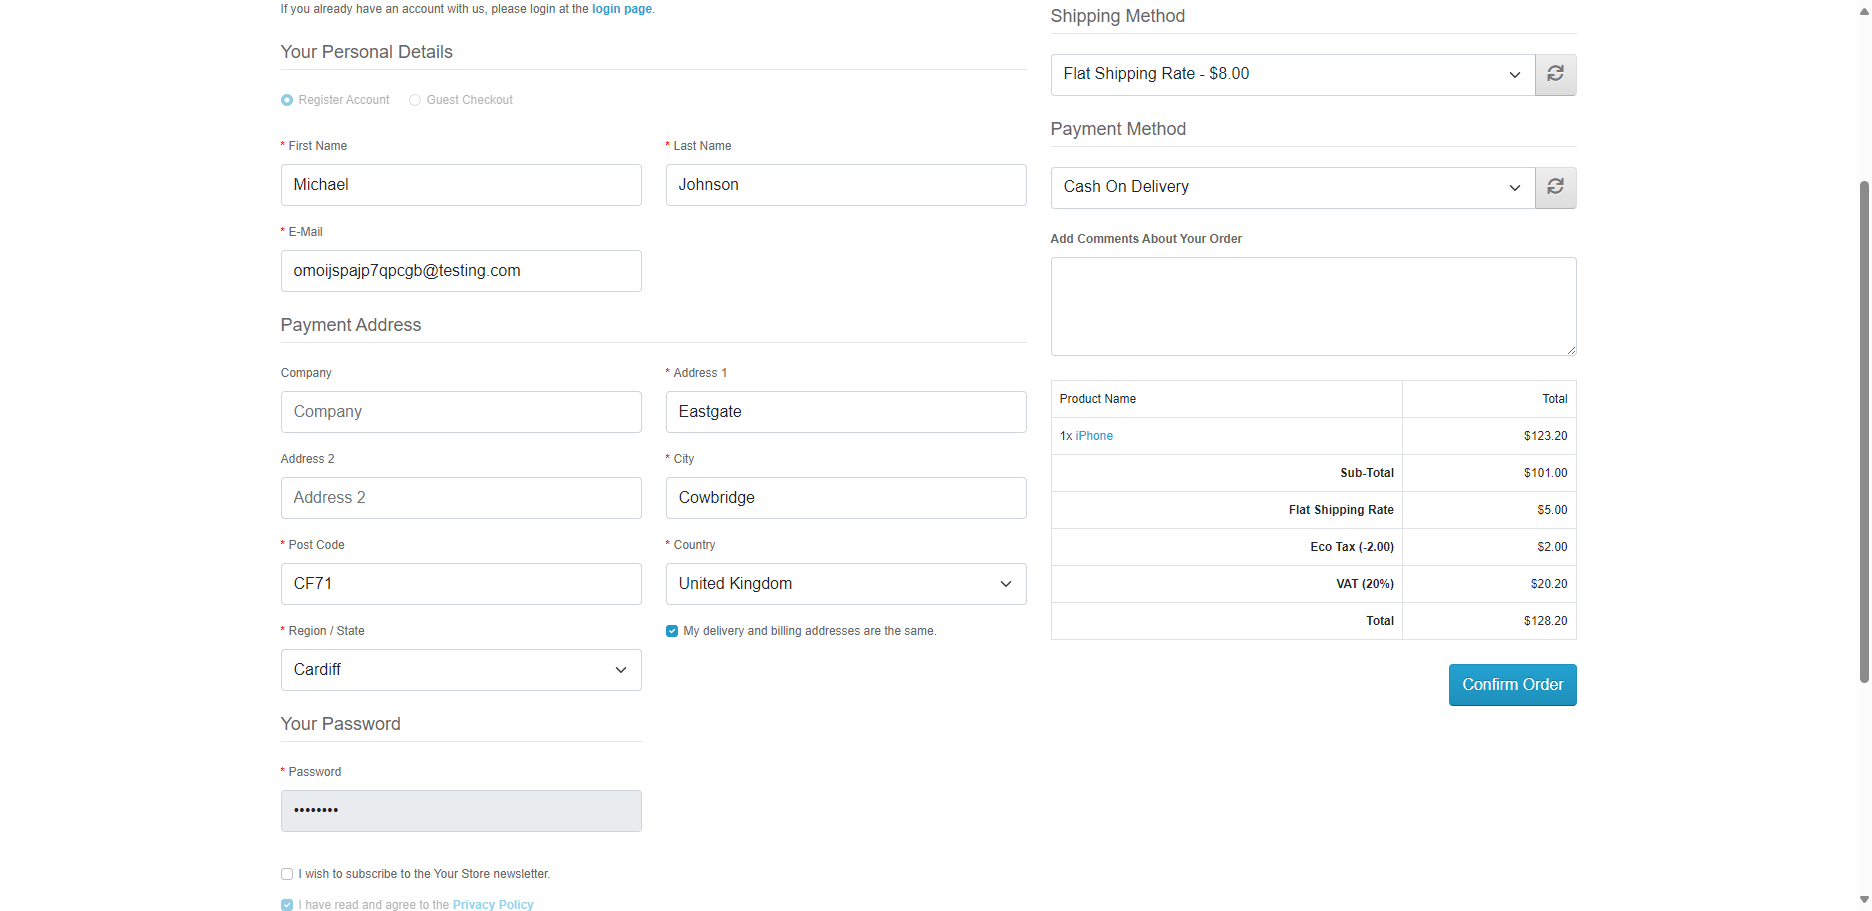 If you already have an account with us, please login at the login page.
Your Personal Details
Register Account Guest Checkout
* First Name
Michael
* Last Name
Johnson
* E-Mail
omoijspajp7qpcgb@testing.com
Payment Address
Company
Company
* Address 1
Eastgate
Address 2
Address 2
* City
Cowbridge
* Post Code
CF71
* Country
United Kingdom
* Region / State
Cardiff
My delivery and billing addresses are the same.
Your Password
* Password
••••••••
I wish to subscribe to the Your Store newsletter.
I have read and agree to the Privacy Policy
Shipping Method
Flat Shipping Rate - $8.00
Payment Method
Cash On Delivery
Add Comments About Your Order
Product Name Total
1x iPhone $123.20
Sub-Total $101.00
Flat Shipping Rate $5.00
Eco Tax (-2.00) $2.00
VAT (20%) $20.20
Total $128.20
Confirm Order